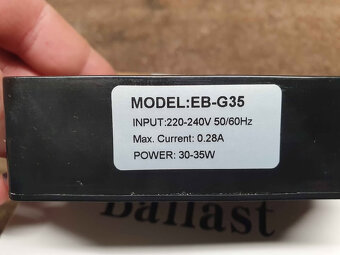 MODEL:EB-G35
INPUT:220-240V 50/60Hz
Max. Current: 0.28A
POWER: 30-35W
Ballast